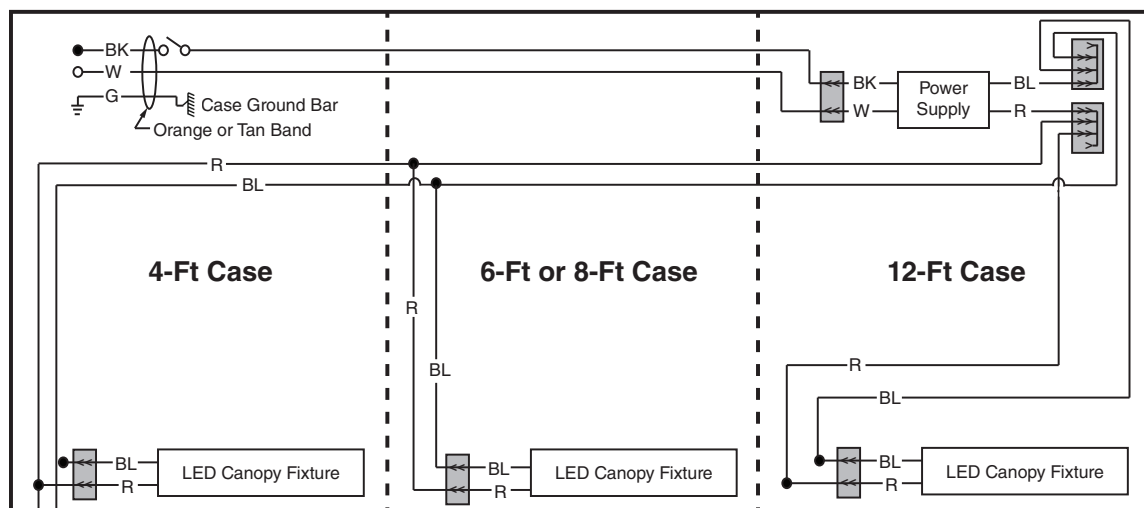 BK
W
G
Case Ground Bar
Orange or Tan Band
BK
W
Power
Supply
BL
R
R
BL
4-Ft Case
6-Ft or 8-Ft Case
12-Ft Case
R
BL
R
BL
BL
R
LED Canopy Fixture
BL
R
LED Canopy Fixture
BL
R
LED Canopy Fixture